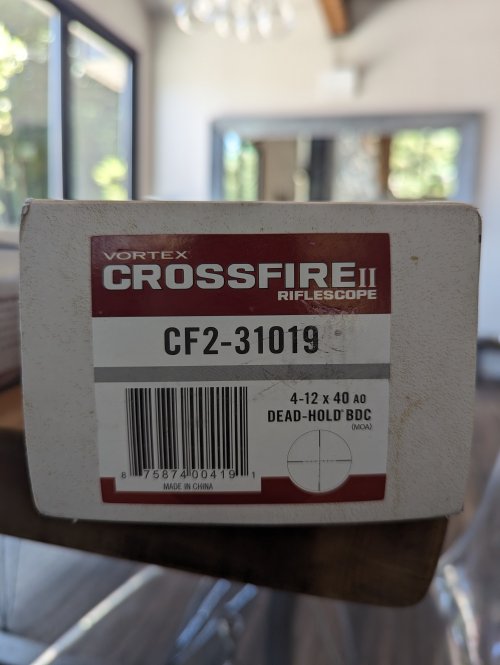 VORTEX
CROSSFIRE II
RIFLESCOPE
CF2-31019
4-12 x 40 AO
DEAD-HOLD® BDC
(MOA)
8 75874 00419 1
MADE IN CHINA